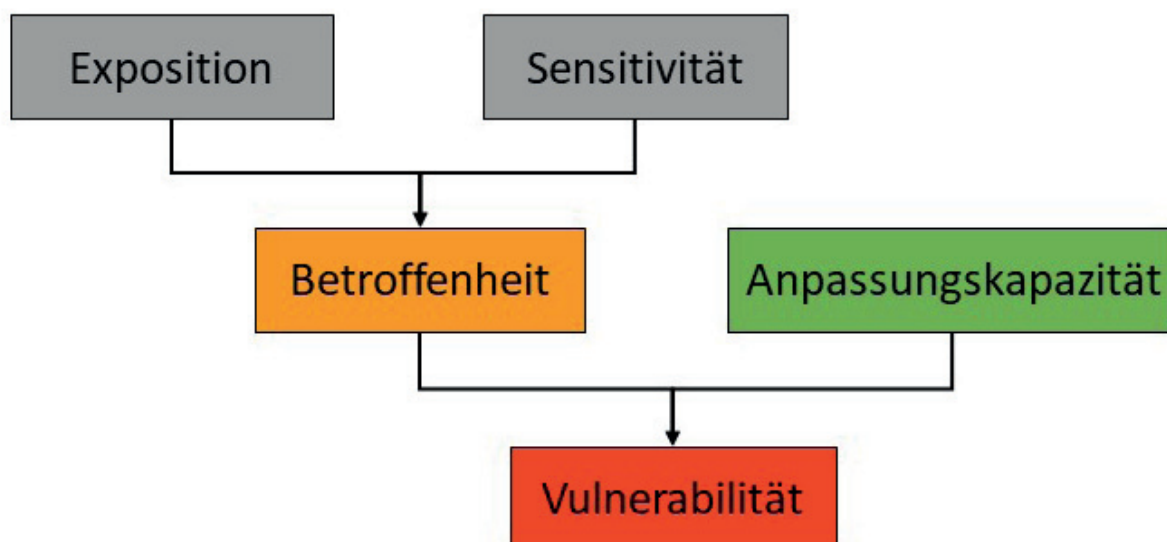 Exposition
Sensitivität
Betroffenheit
Anpassungskapazität
Vulnerabilität